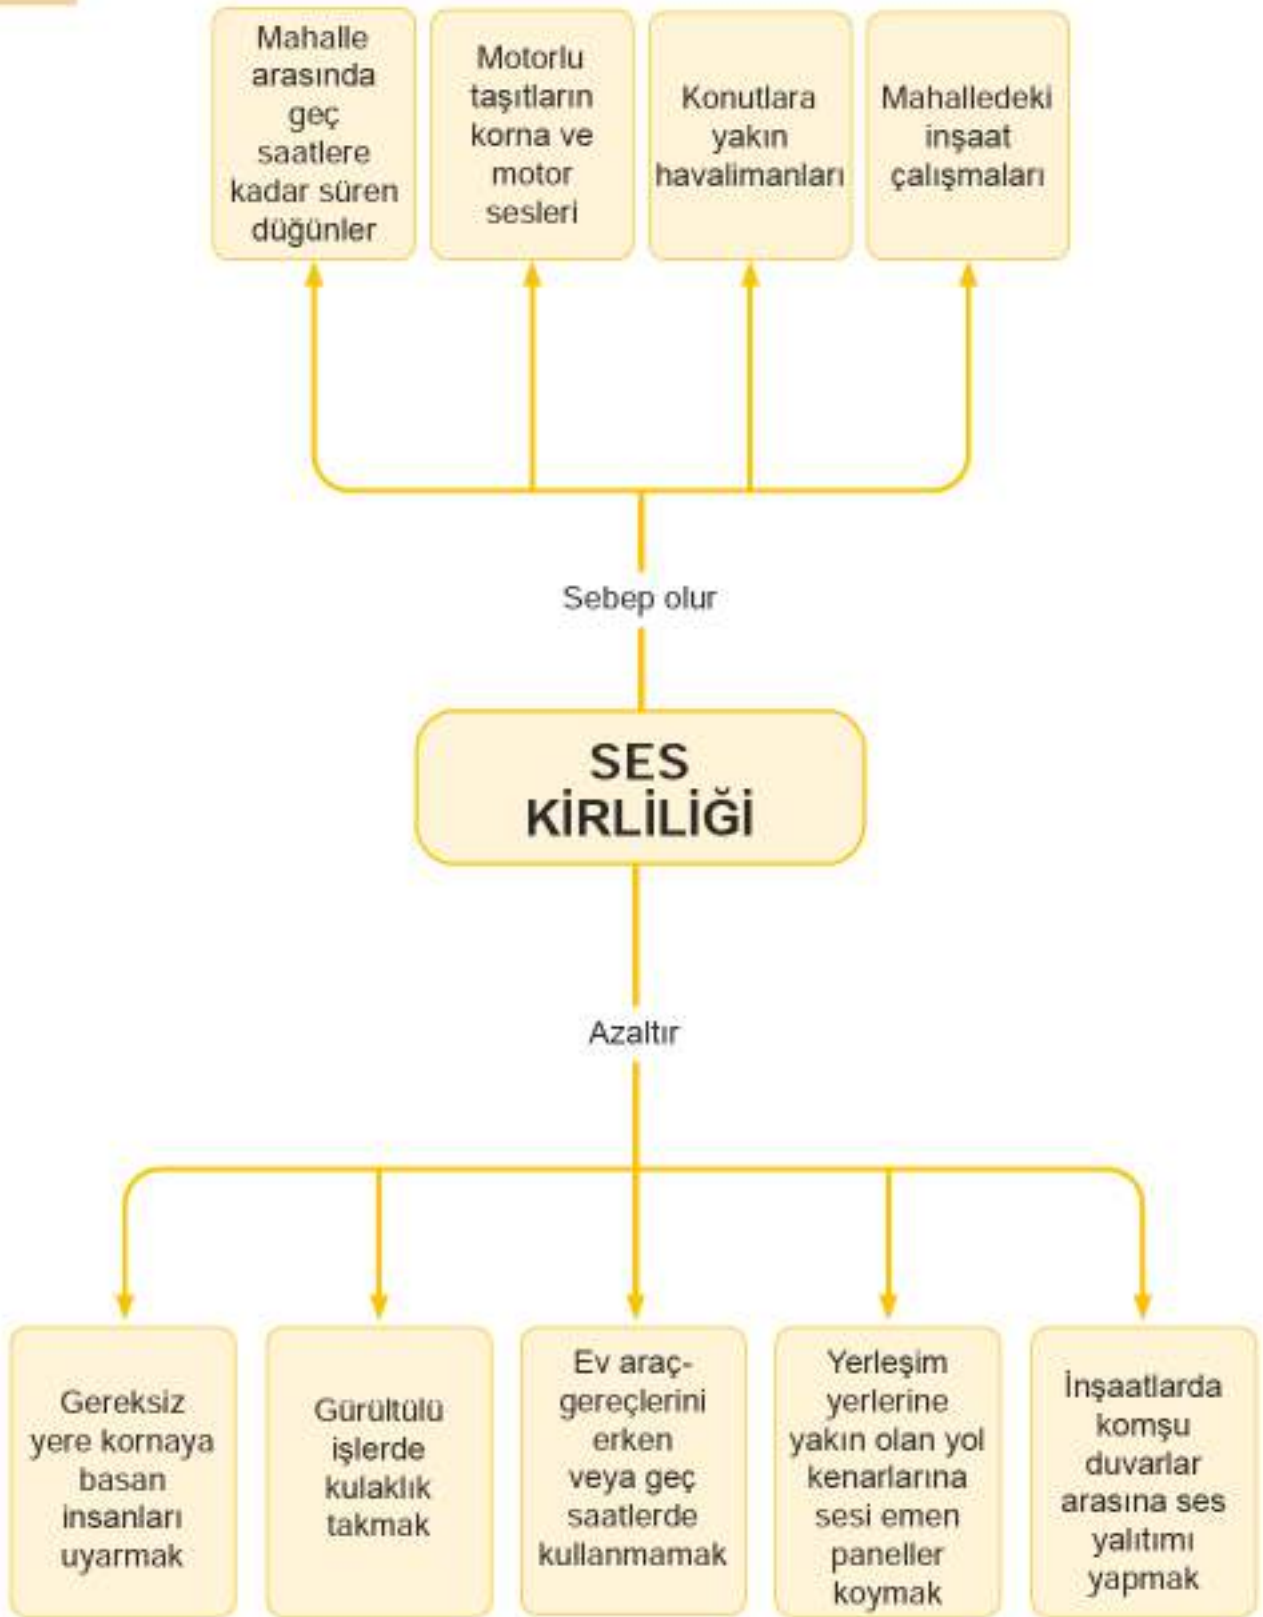 Mahalle
arasında
geç
saatlere
kadar süren
düğünler
Motorlu
taşıtların
korna ve
motor
sesleri
Konutlara
yakın
havalimanları
Mahalledeki
inşaat
çalışmaları
Sebep olur
SES
KİRLİLİĞİ
Azaltır
Gereksiz
yere kornaya
basan
insanları
uyarmak
Gürültülü
işlerde
kulaklık
takmak
Ev araç-
gereçlerini
erken
veya geç
saatlerde
kullanmamak
Yerleşim
yerlerine
yakın olan yol
kenarlarına
sesi emen
paneller
koymak
İnşaatlarda
komşu
duvarlar
arasına ses
yalıtımı
yapmak